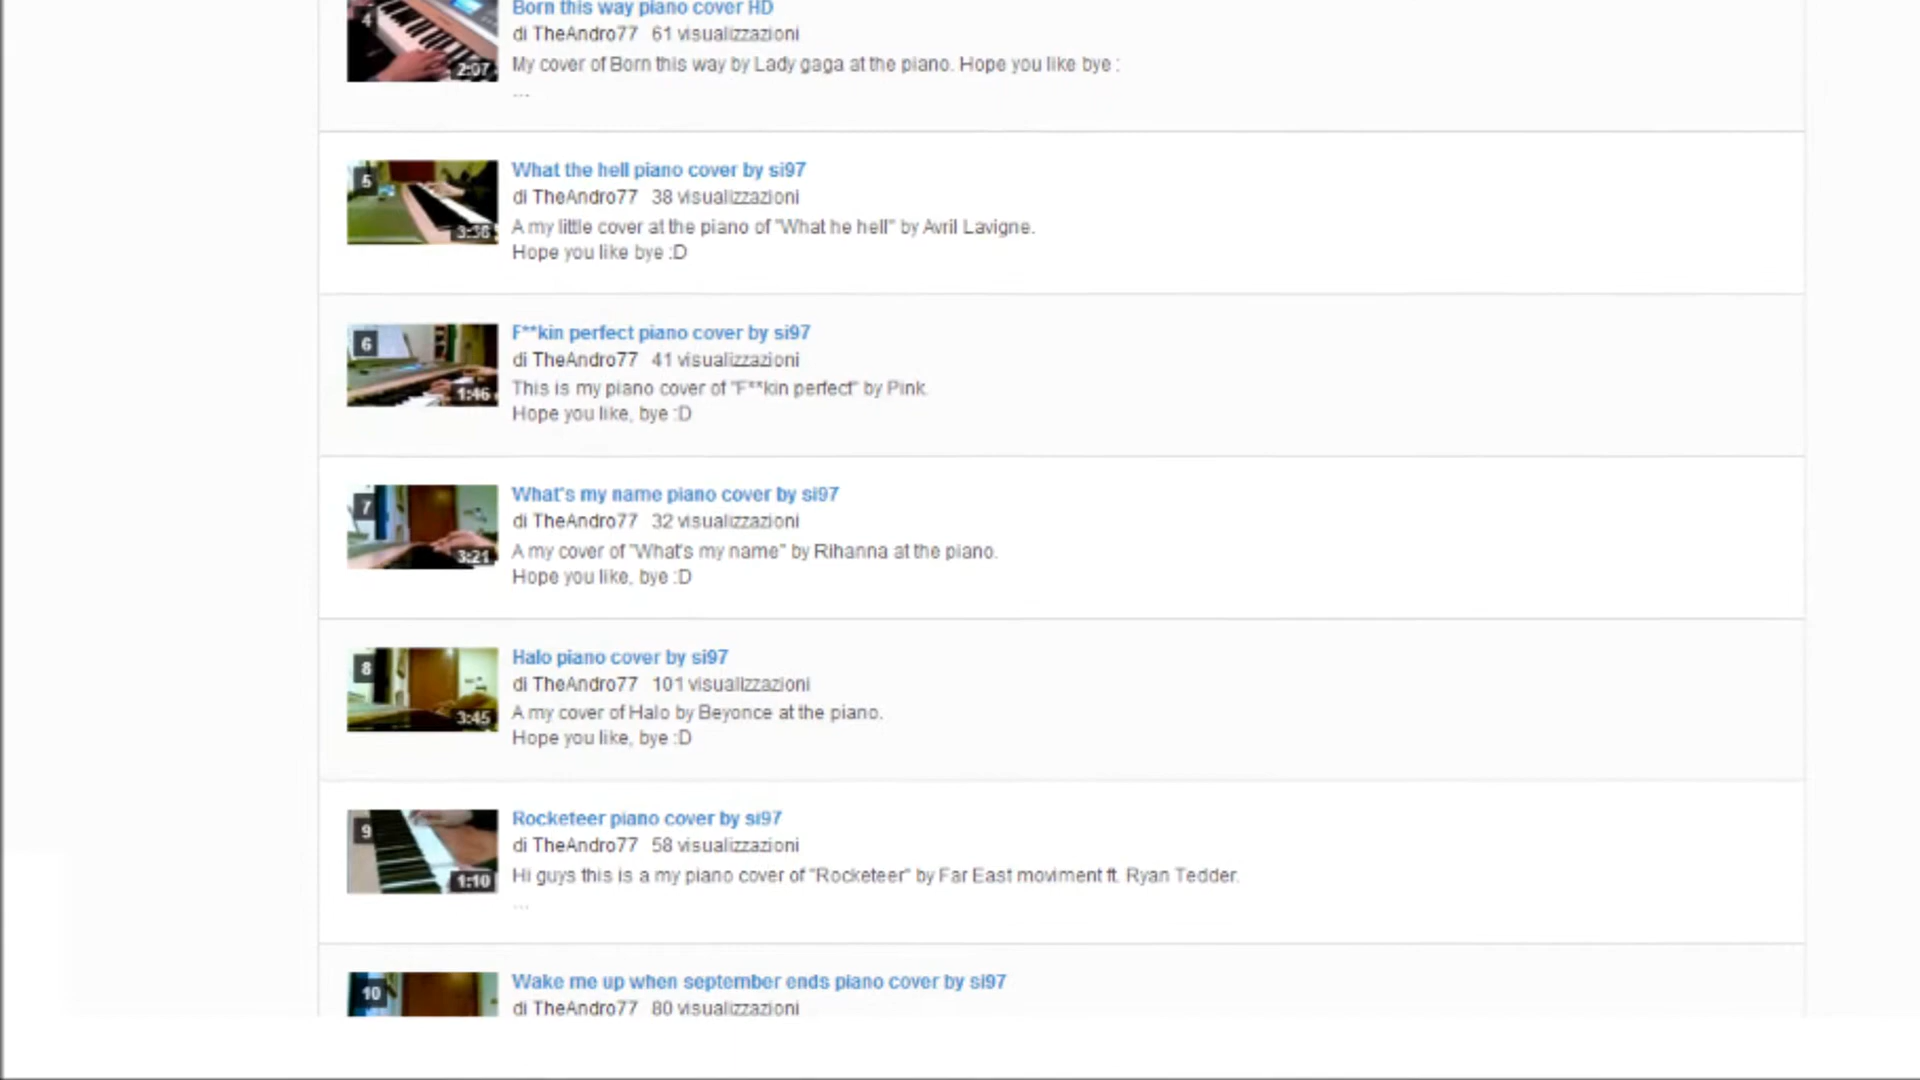 Born this way piano cover HD
4
di TheAndro77 61 visualizzazioni
2:07
My cover of Born this way by Lady gaga at the piano. Hope you like bye :
...
What the hell piano cover by si97
5
di TheAndro77 38 visualizzazioni
3:36
A my little cover at the piano of "What he hell" by Avril Lavigne.
Hope you like bye :D
F**kin perfect piano cover by si97
6
di TheAndro77 41 visualizzazioni
1:46
This is my piano cover of "F**kin perfect" by Pink.
Hope you like, bye :D
What's my name piano cover by si97
7
di TheAndro77 32 visualizzazioni
3:21
A my cover of "What's my name" by Rihanna at the piano.
Hope you like, bye :D
Halo piano cover by si97
8
di TheAndro77 101 visualizzazioni
3:45
A my cover of Halo by Beyonce at the piano.
Hope you like, bye :D
Rocketeer piano cover by si97
9
di TheAndro77 58 visualizzazioni
1:10
Hi guys this is a my piano cover of "Rocketeer" by Far East moviment ft. Ryan Tedder.
...
Wake me up when september ends piano cover by si97
10
di TheAndro77 80 visualizzazioni